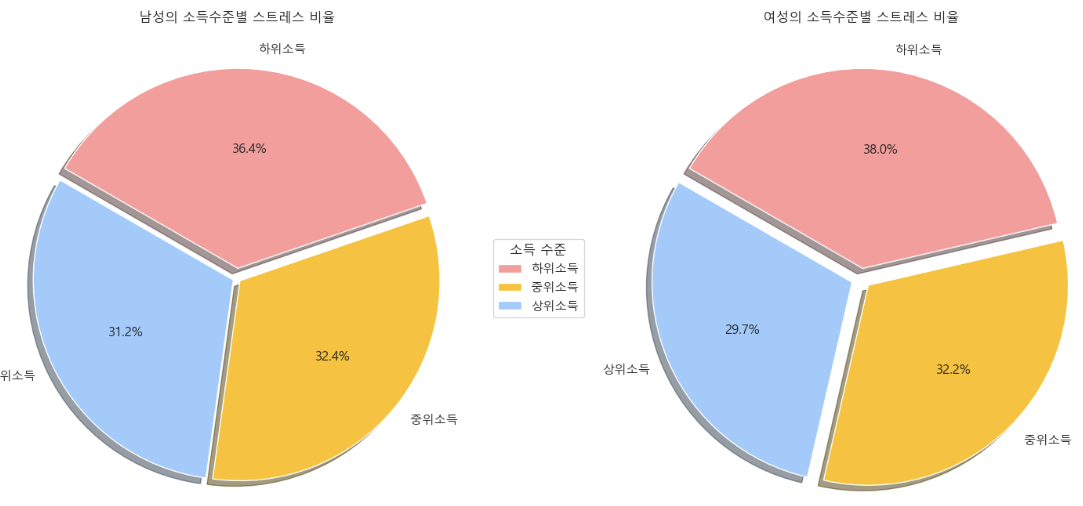 남성의 소득수준별 스트레스 비율
하위소득
36.4%
31.2%
32.4%
위소득
중위소득
소득 수준
하위소득
중위소득
상위소득
여성의 소득수준별 스트레스 비율
하위소득
38.0%
29.7%
32.2%
상위소득
중위소득